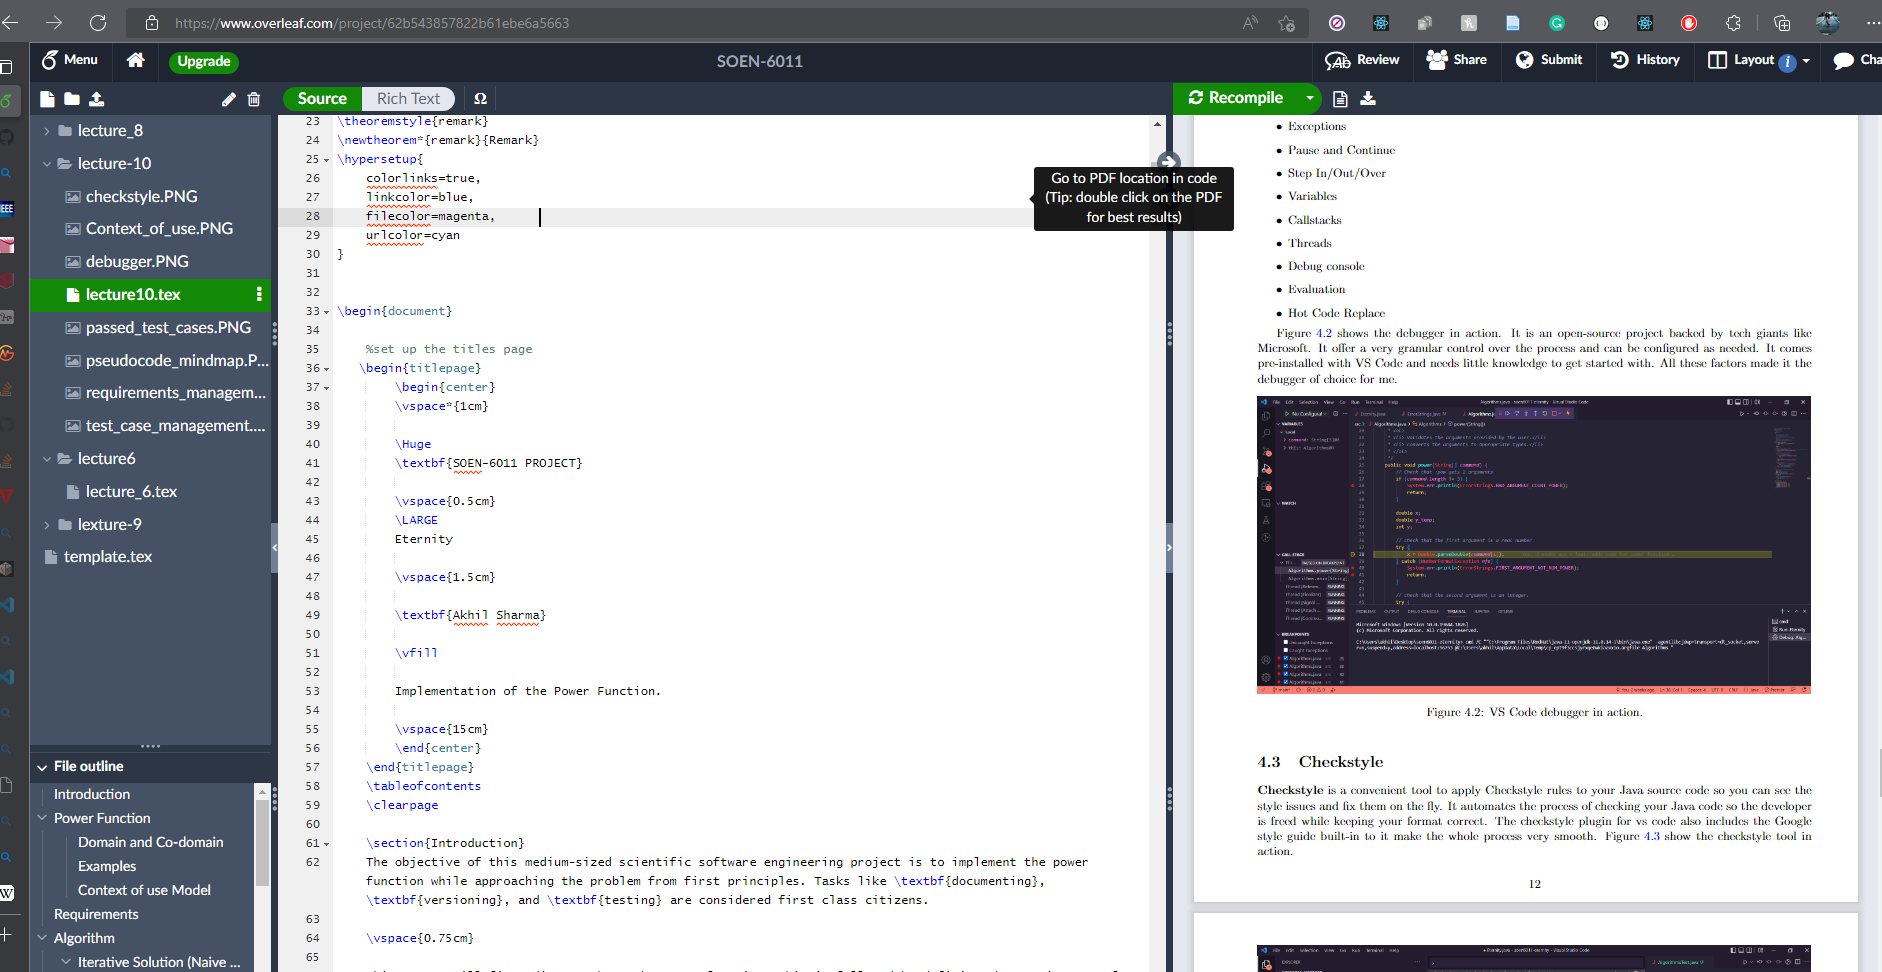 https://www.overleaf.com/project/62b543857822b61ebe6a5663
Menu
Upgrade
SOEN-6011
Review
Share
Submit
History
Layout
Cha
Source
Rich Text
Ω
Recompile
lecture_8
lecture-10
checkstyle.PNG
Context_of_use.PNG
debugger.PNG
lecture10.tex
passed_test_cases.PNG
pseudocode_mindmap.P...
requirements_managem...
test_case_management....
lecture6
lecture_6.tex
lexture-9
template.tex
File outline
Introduction
Power Function
Domain and Co-domain
Examples
Context of use Model
Requirements
Algorithm
Iterative Solution (Naive ...
23 \theoremstyle{remark}
24 \newtheorem*{remark}{Remark}
25 \hypersetup{
26 colorlinks=true,
27 linkcolor=blue,
28 filecolor=magenta,
29 urlcolor=cyan
30 }
31
32
33 \begin{document}
34
35 %set up the titles page
36 \begin{titlepage}
37 \begin{center}
38 \vspace*{1cm}
39
40 \Huge
41 \textbf{SOEN-6011 PROJECT}
42
43 \vspace{0.5cm}
44 \LARGE
45 Eternity
46
47 \vspace{1.5cm}
48
49 \textbf{Akhil Sharma}
50
51 \vfill
52
53 Implementation of the Power Function.
54
55 \vspace{15cm}
56 \end{center}
57 \end{titlepage}
58 \tableofcontents
59 \clearpage
60
61 \section{Introduction}
62 The objective of this medium-sized scientific software engineering project is to implement the power
function while approaching the problem from first principles. Tasks like \textbf{documenting},
\textbf{versioning}, and \textbf{testing} are considered first class citizens.
63
64 \vspace{0.75cm}
65
Go to PDF location in code
(Tip: double click on the PDF
for best results)
• Exceptions
• Pause and Continue
• Step In/Out/Over
• Variables
• Callstacks
• Threads
• Debug console
• Evaluation
• Hot Code Replace
Figure 4.2 shows the debugger in action. It is an open-source project backed by tech giants like
Microsoft. It offer a very granular control over the process and can be configured as needed. It comes
pre-installed with VS Code and needs little knowledge to get started with. All these factors made it the
debugger of choice for me.
Figure 4.2: VS Code debugger in action.
4.3 Checkstyle
Checkstyle is a convenient tool to apply Checkstyle rules to your Java source code so you can see the
style issues and fix them on the fly. It automates the process of checking your Java code so the developer
is freed while keeping your format correct. The checkstyle plugin for vs code also includes the Google
style guide built-in to it make the whole process very smooth. Figure 4.3 show the checkstyle tool in
action.
12